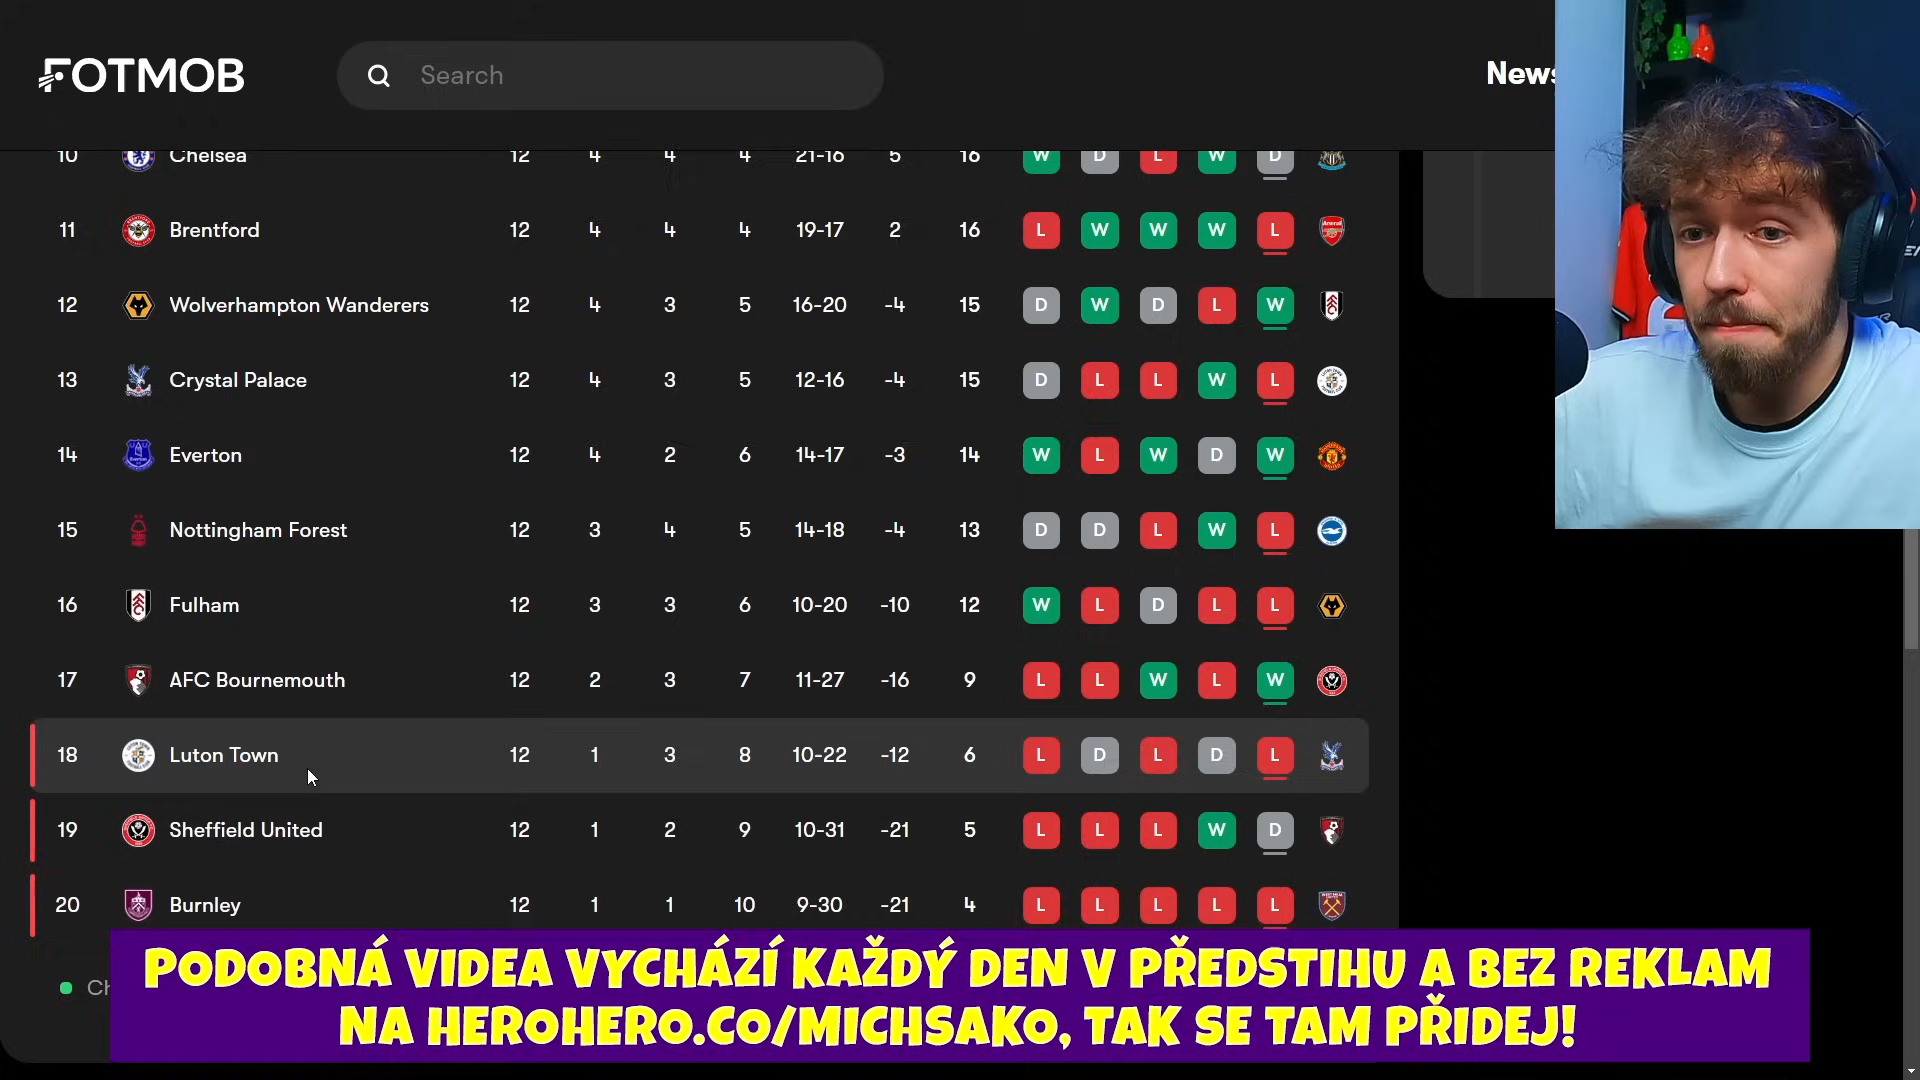 FOTMOB Search News
10 Chelsea 12 4 4 4 21-16 5 16 W D L W D
11 Brentford 12 4 4 4 19-17 2 16 L W W W L
12 Wolverhampton Wanderers 12 4 3 5 16-20 -4 15 D W D L W
13 Crystal Palace 12 4 3 5 12-16 -4 15 D L L W L
14 Everton 12 4 2 6 14-17 -3 14 W L W D W
15 Nottingham Forest 12 3 4 5 14-18 -4 13 D D L W L
16 Fulham 12 3 3 6 10-20 -10 12 W L D L L
17 AFC Bournemouth 12 2 3 7 11-27 -16 9 L L W L W
18 Luton Town 12 1 3 8 10-22 -12 6 L D L D L
19 Sheffield United 12 1 2 9 10-31 -21 5 L L L W D
20 Burnley 12 1 1 10 9-30 -21 4 L L L L L
Ch
PODOBNÁ VIDEA VYCHÁZÍ KAŽDÝ DEN V PŘEDSTIHU A BEZ REKLAM
NA HEROHERO.CO/MICHSAKO, TAK SE TAM PŘIDEJ!